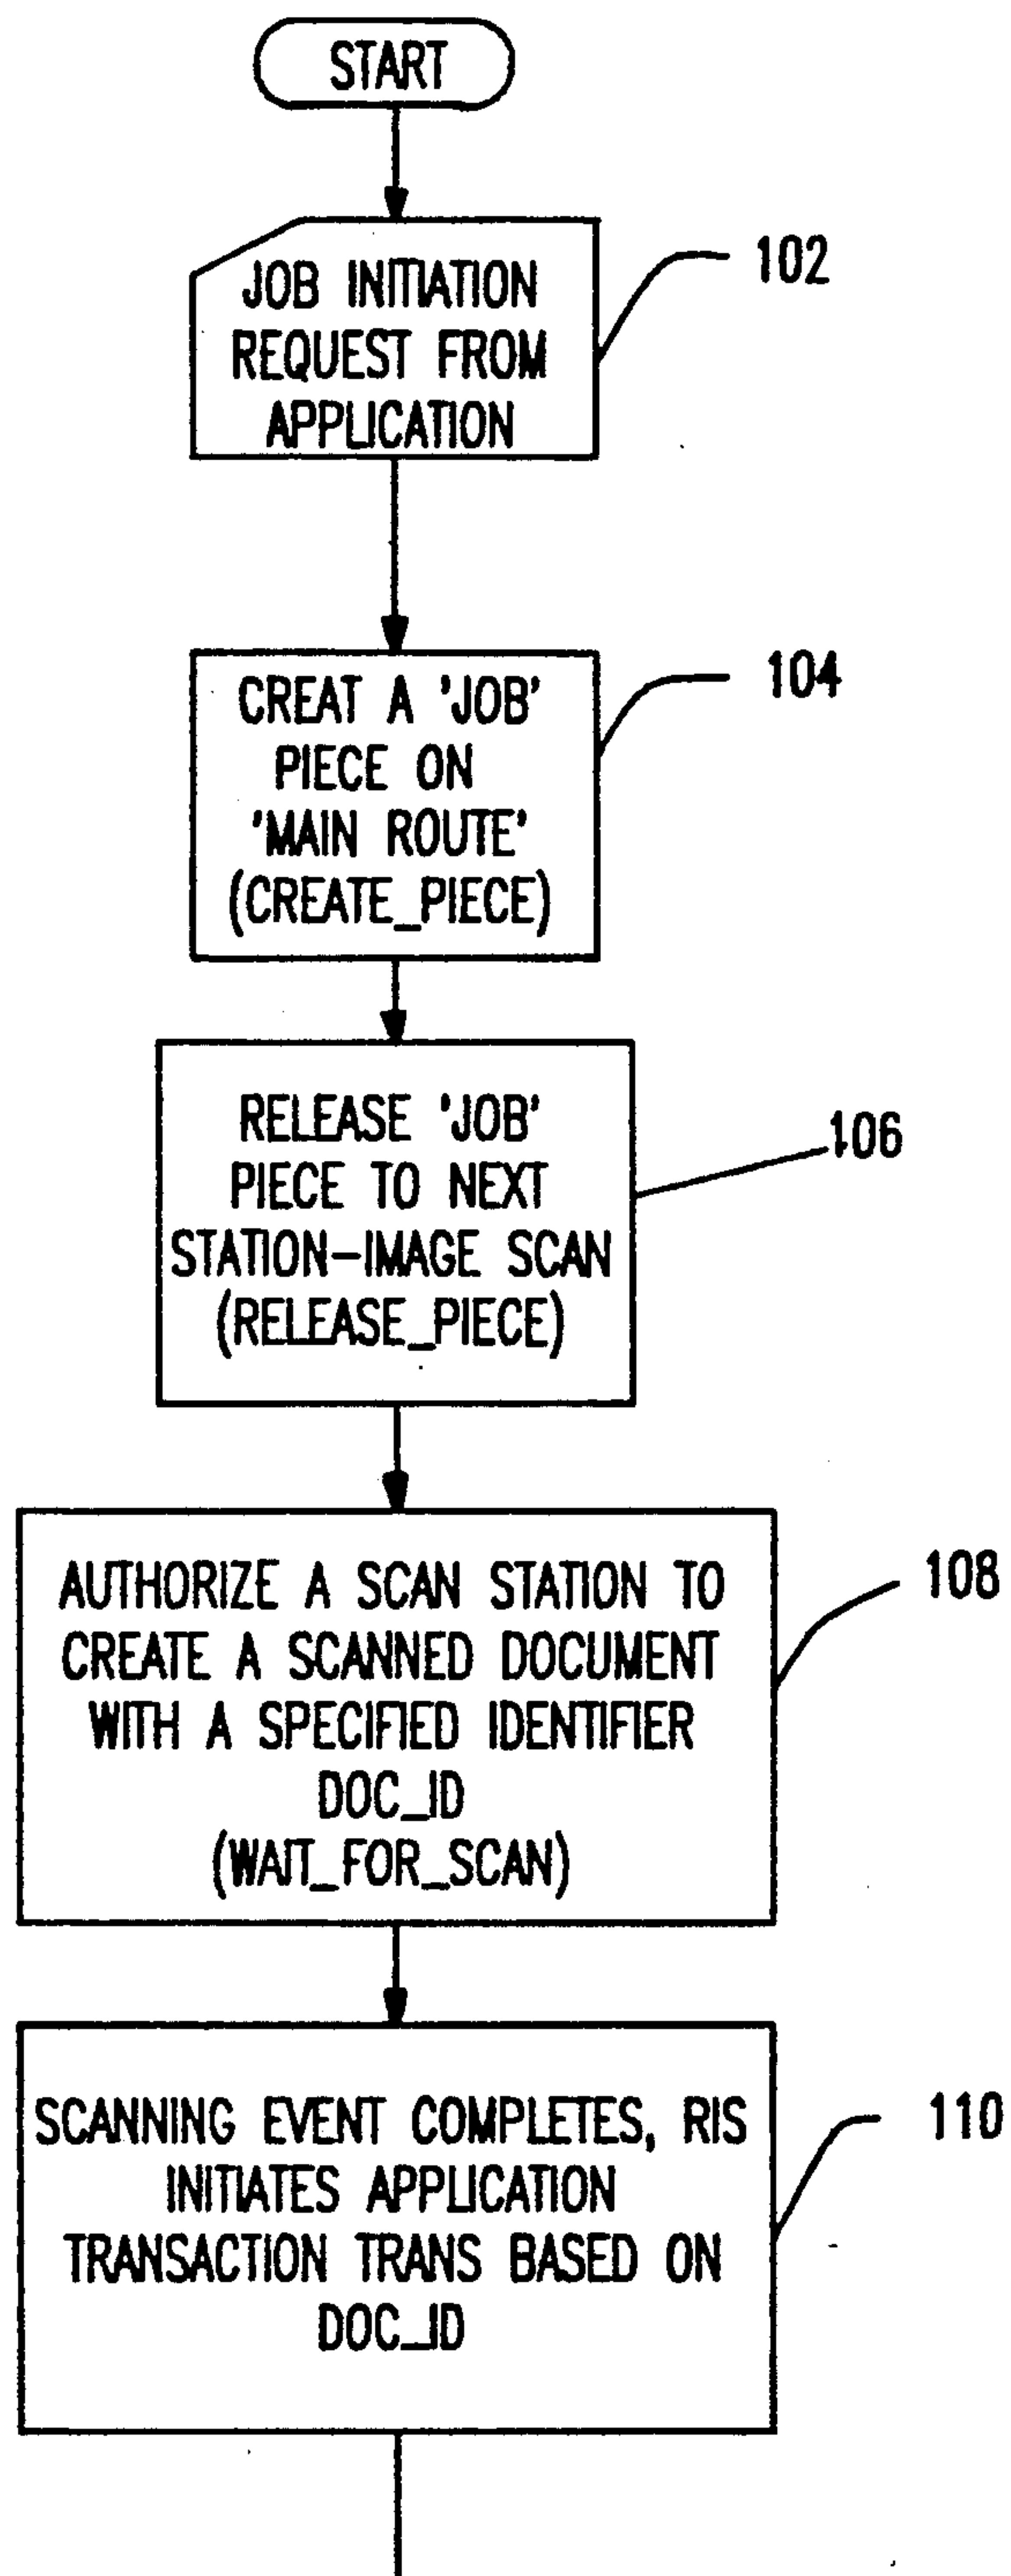 START
JOB INITIATION
REQUEST FROM
APPLICATION
102
CREAT A 'JOB'
PIECE ON
'MAIN ROUTE'
(CREATE_PIECE)
104
RELEASE 'JOB'
PIECE TO NEXT
STATION-IMAGE SCAN
(RELEASE_PIECE)
106
AUTHORIZE A SCAN STATION TO
CREATE A SCANNED DOCUMENT
WITH A SPECIFIED IDENTIFIER
DOC_ID
(WAIT_FOR_SCAN)
108
SCANNING EVENT COMPLETES, RIS
INITIATES APPLICATION
TRANSACTION TRANS BASED ON
DOC_ID
110